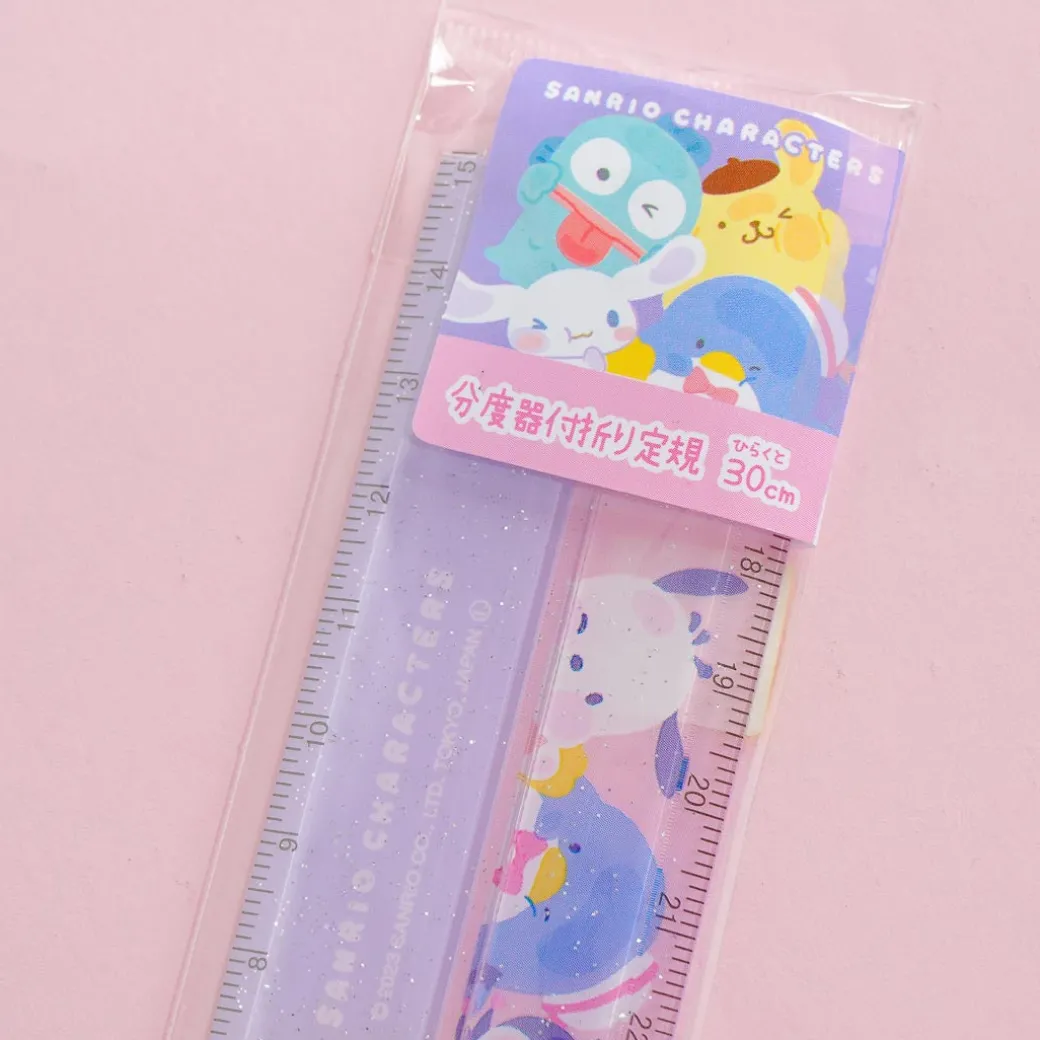 SANRIO CHARACTERS
分度器付折り定規
ひらくと
30cm
15
14
13
12
11
10
9
8
SANRIO CHARACTERS
© 2023 SANRIO CO., LTD. TOKYO, JAPAN
18
19
20
21
22